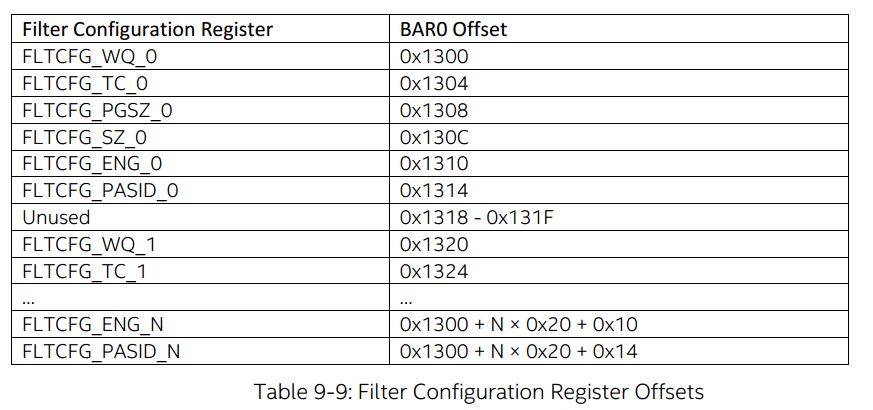 Filter Configuration Register BAR0 Offset
FLTCFG_WQ_0 0x1300
FLTCFG_TC_0 0x1304
FLTCFG_PGSZ_0 0x1308
FLTCFG_SZ_0 0x130C
FLTCFG_ENG_0 0x1310
FLTCFG_PASID_0 0x1314
Unused 0x1318 - 0x131F
FLTCFG_WQ_1 0x1320
FLTCFG_TC_1 0x1324
... ...
FLTCFG_ENG_N 0x1300 + N × 0x20 + 0x10
FLTCFG_PASID_N 0x1300 + N × 0x20 + 0x14
Table 9-9: Filter Configuration Register Offsets